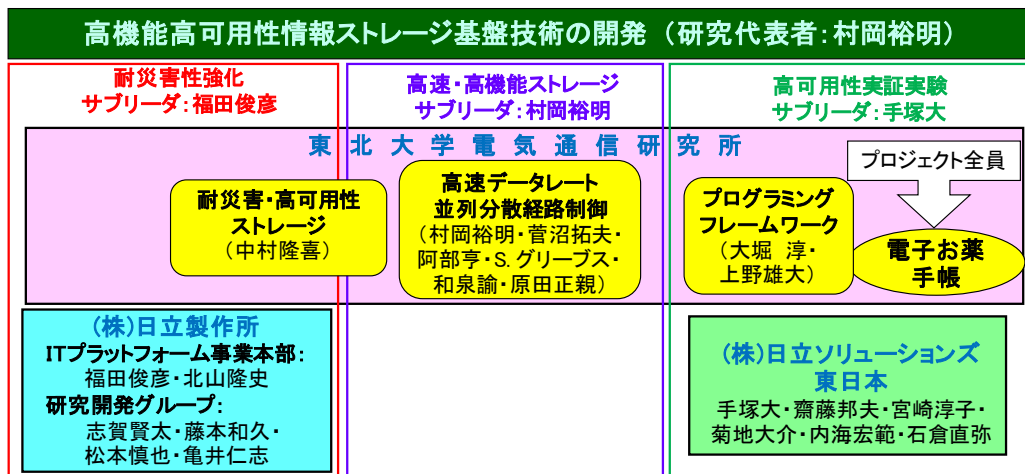 高機能高可用性情報ストレージ基盤技術の開発 (研究代表者:村岡裕明)
耐災害性強化
サブリーダ:福田俊彦
高速・高機能ストレージ
サブリーダ:村岡裕明
高可用性実証実験
サブリーダ:手塚大
東北大学電気通信研究所
耐災害・高可用性
ストレージ
(中村隆喜)
高速データレート
並列分散経路制御
(村岡裕明・菅沼拓夫・
阿部亨・S.グリーブス・
和泉諭・原田正親)
プログラミング
フレームワーク
(大堀 淳・
上野雄大)
プロジェクト全員
電子お薬
手帳
(株)日立製作所
ITプラットフォーム事業本部:
福田俊彦・北山隆史
研究開発グループ:
志賀賢太・藤本和久・
松本慎也・亀井仁志
(株)日立ソリューションズ
東日本
手塚大・齋藤邦夫・宮崎淳子・
菊地大介・内海宏範・石倉直弥